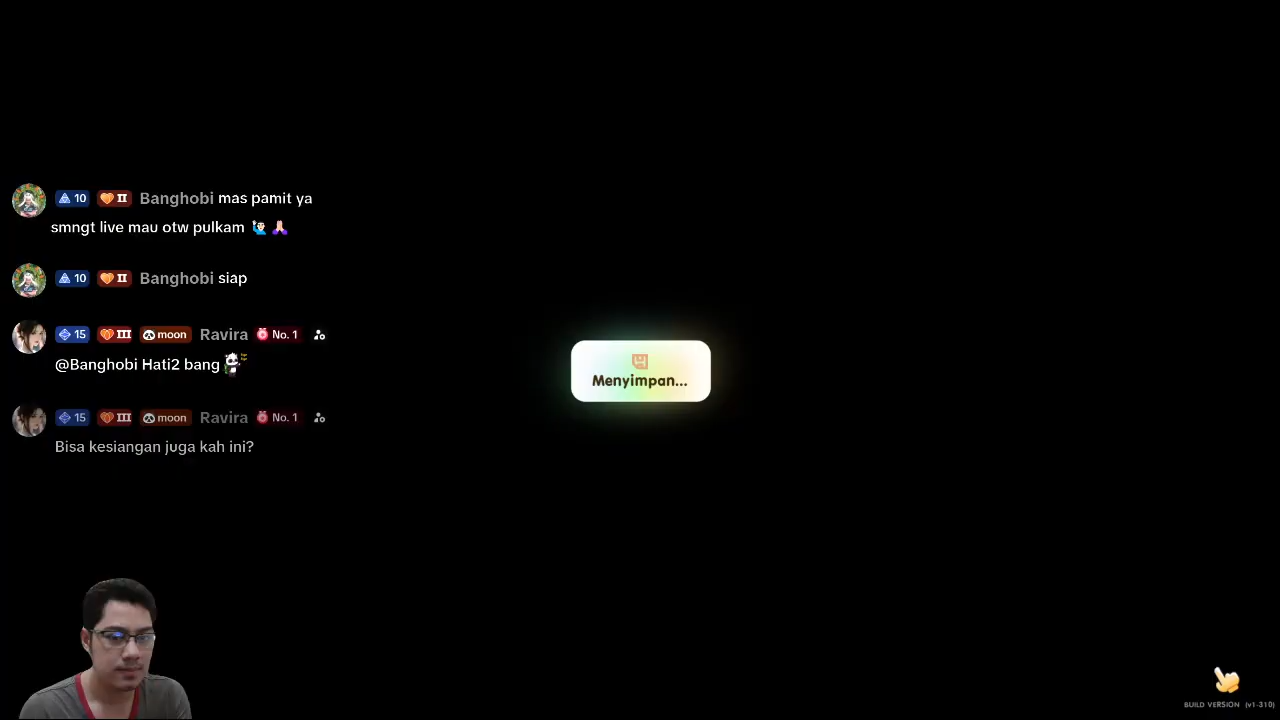 10 II Banghobi mas pamit ya
smngt live mau otw pulkam
10 II Banghobi siap
15 III moon Ravira No. 1
@Banghobi Hati2 bang
15 III moon Ravira No. 1
Bisa kesiangan juga kah ini?
Menyimpan...
BUILD VERSION (v1-310)